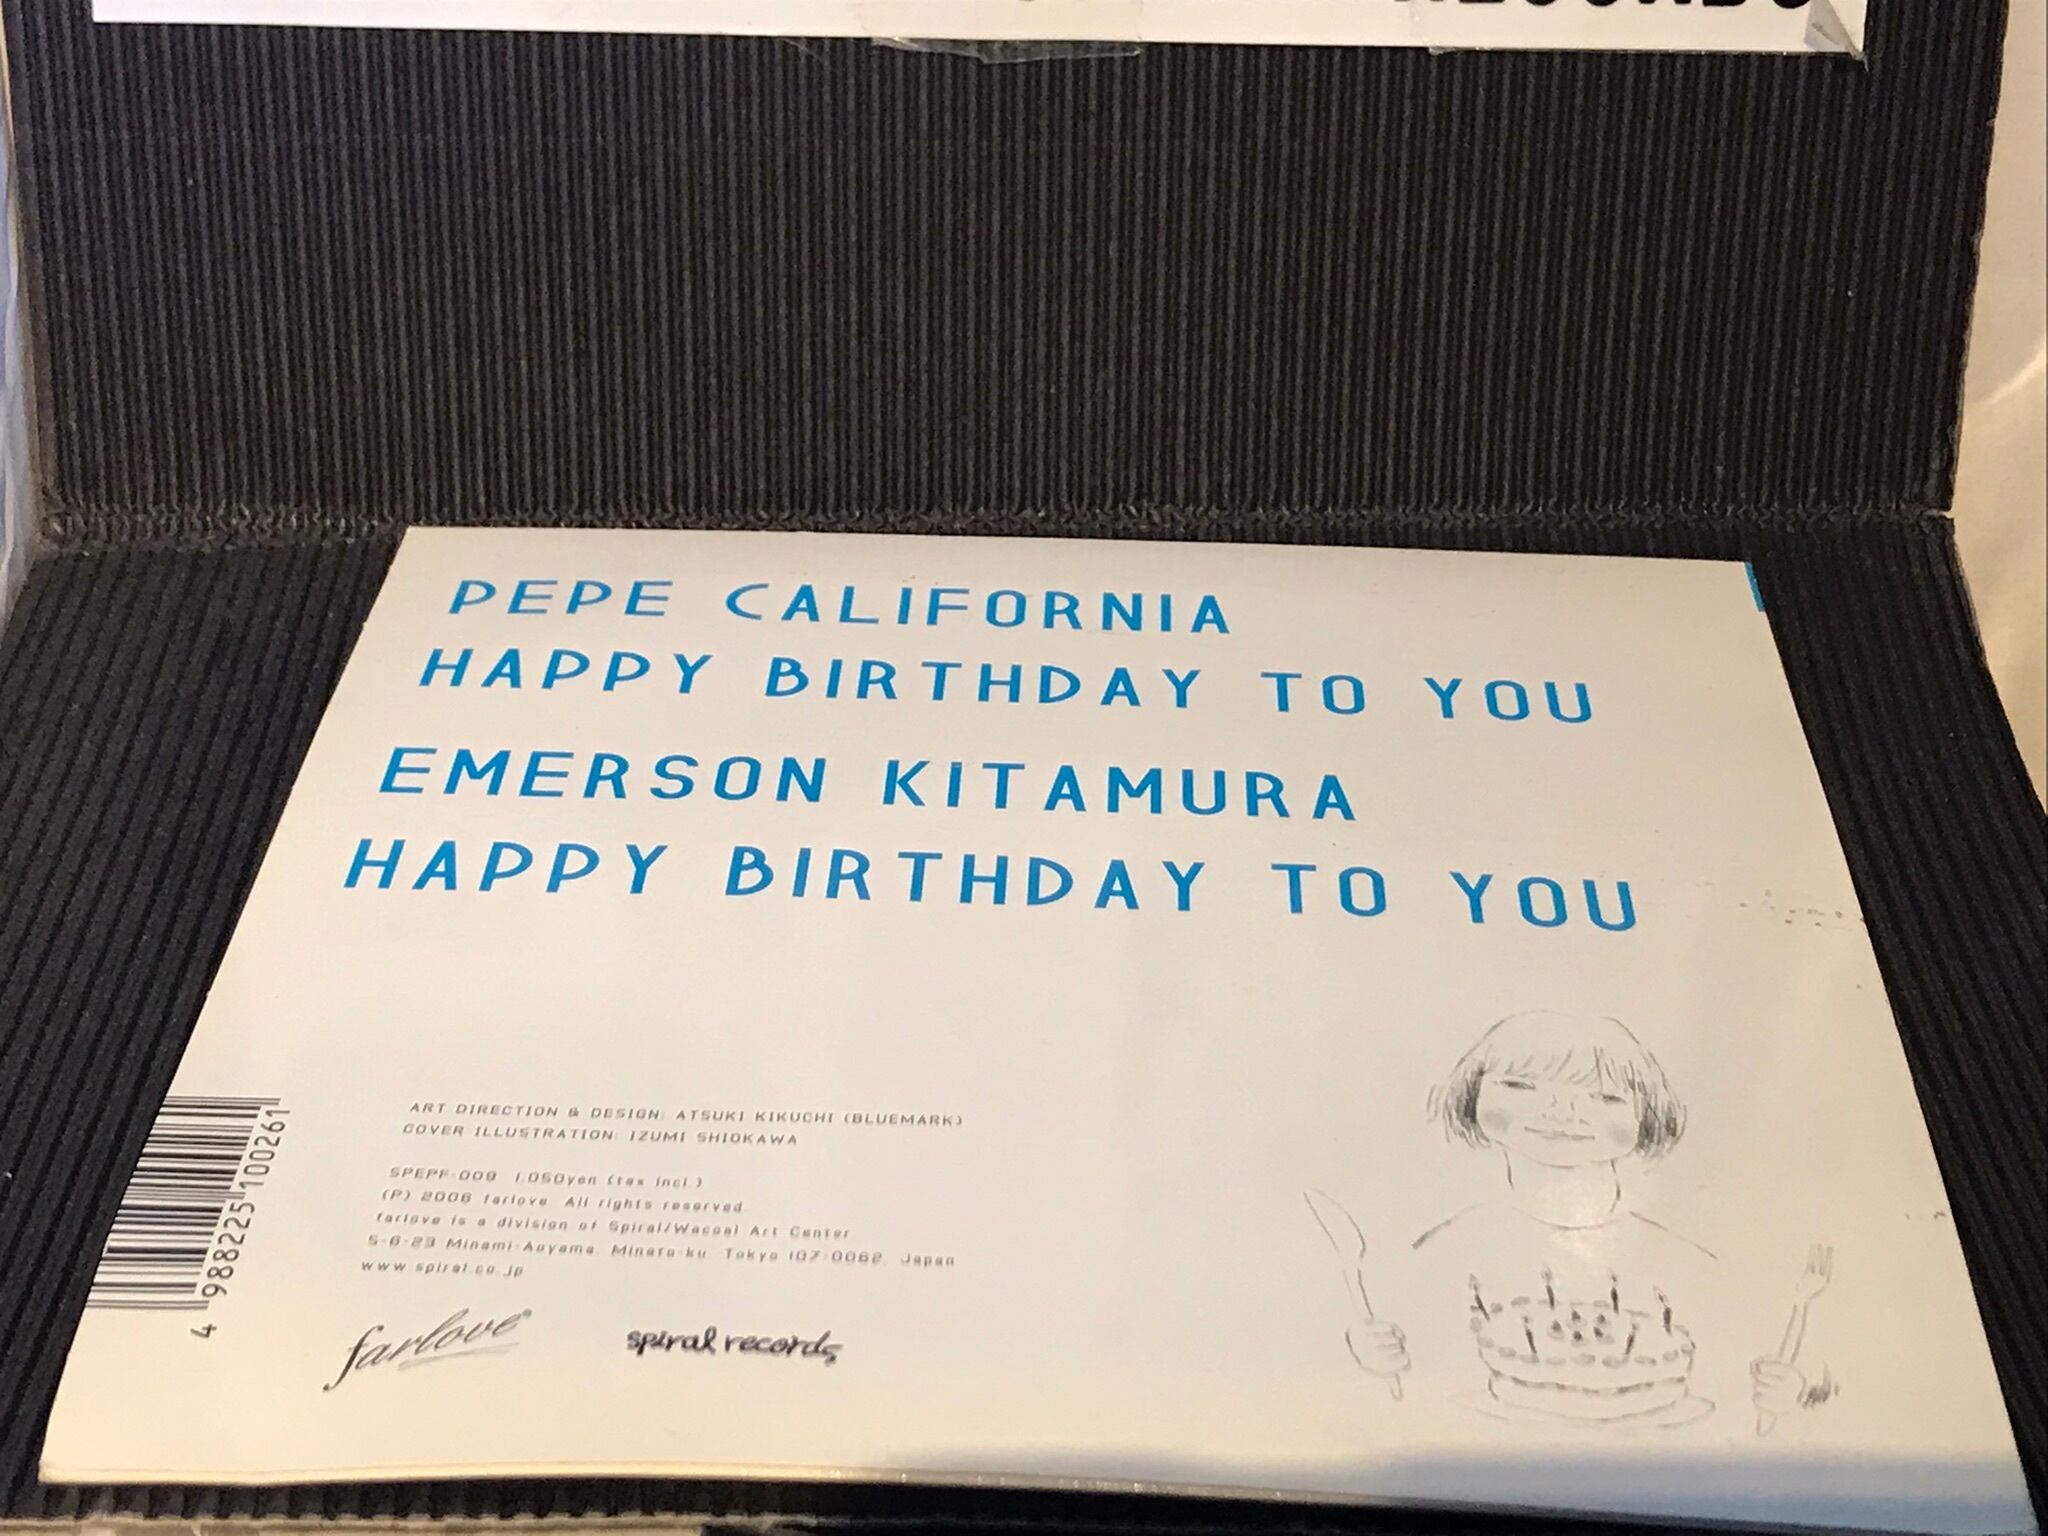 PEPE CALIFORNIA
HAPPY BIRTHDAY TO YOU
EMERSON KITAMURA
HAPPY BIRTHDAY TO YOU
ART DIRECTION & DESIGN: ATSUKI KIKUCHI (BLUEMARK)
COVER ILLUSTRATION: IZUMI SHIOKAWA
SPEPF-009 1,050yen (tax incl.)
(P) 2006 farlove. All rights reserved.
farlove is a division of Spiral/Wacoal Art Center
5-6-23 Minami-Aoyama, Minato-ku, Tokyo 107-0062, Japan
www.spiral.co.jp
farlove
spiral records
4 988225 100261